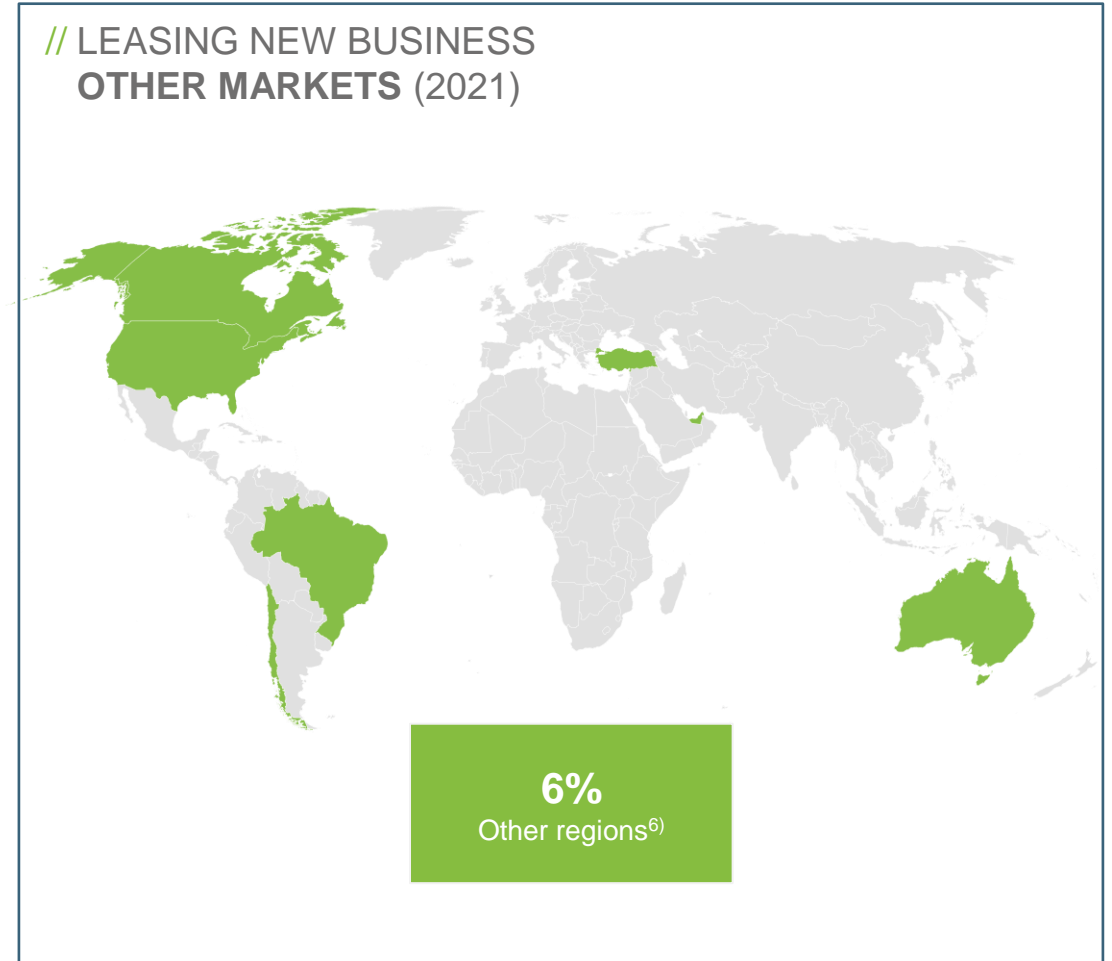 // LEASING NEW BUSINESS
OTHER MARKETS (2021)
6%
Other regions6)